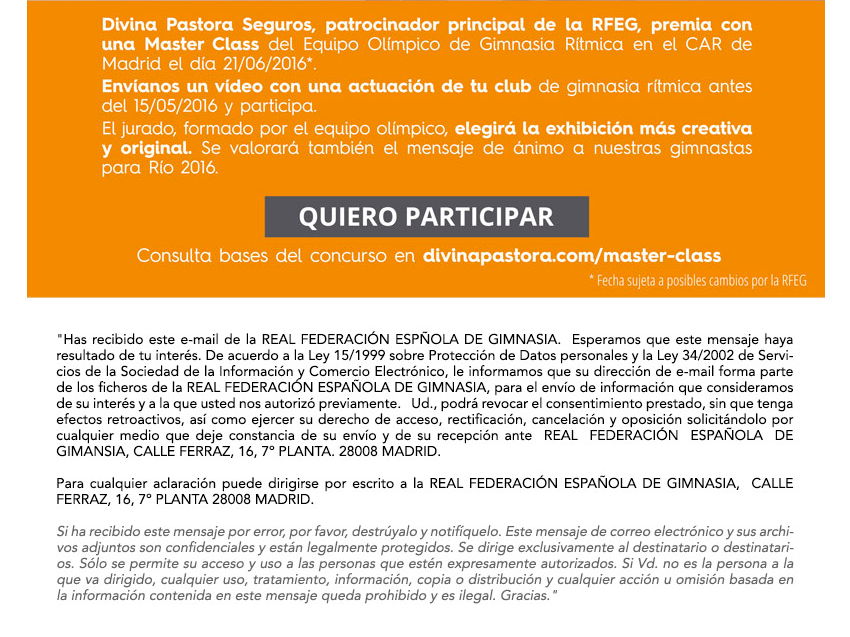 Divina Pastora Seguros, patrocinador principal de la RFEG, premia con
una Master Class del Equipo Olímpico de Gimnasia Rítmica en el CAR de
Madrid el día 21/06/2016*.
Envíanos un vídeo con una actuación de tu club de gimnasia rítmica antes
del 15/05/2016 y participa.
El jurado, formado por el equipo olímpico, elegirá la exhibición más creativa
y original. Se valorará también el mensaje de ánimo a nuestras gimnastas
para Río 2016.
QUIERO PARTICIPAR
Consulta bases del concurso en divinapastora.com/master-class
* Fecha sujeta a posibles cambios por la RFEG
"Has recibido este e-mail de la REAL FEDERACIÓN ESPÑOLA DE GIMNASIA. Esperamos que este mensaje haya
resultado de tu interés. De acuerdo a la Ley 15/1999 sobre Protección de Datos personales y la Ley 34/2002 de Servi-
cios de la Sociedad de la Información y Comercio Electrónico, le informamos que su dirección de e-mail forma parte
de los ficheros de la REAL FEDERACIÓN ESPAÑOLA DE GIMNASIA, para el envío de información que consideramos
de su interés y a la que usted nos autorizó previamente. Ud., podrá revocar el consentimiento prestado, sin que tenga
efectos retroactivos, así como ejercer su derecho de acceso, rectificación, cancelación y oposición solicitándolo por
cualquier medio que deje constancia de su envío y de su recepción ante REAL FEDERACIÓN ESPAÑOLA DE
GIMANSIA, CALLE FERRAZ, 16, 7º PLANTA. 28008 MADRID.
Para cualquier aclaración puede dirigirse por escrito a la REAL FEDERACIÓN ESPAÑOLA DE GIMNASIA, CALLE
FERRAZ, 16, 7º PLANTA 28008 MADRID.
Si ha recibido este mensaje por error, por favor, destrúyalo y notifíquelo. Este mensaje de correo electrónico y sus archi-
vos adjuntos son confidenciales y están legalmente protegidos. Se dirige exclusivamente al destinatario o destinatari-
os. Sólo se permite su acceso y uso a las personas que estén expresamente autorizados. Si Vd. no es la persona a la
que va dirigido, cualquier uso, tratamiento, información, copia o distribución y cualquier acción u omisión basada en
la información contenida en este mensaje queda prohibido y es ilegal. Gracias."